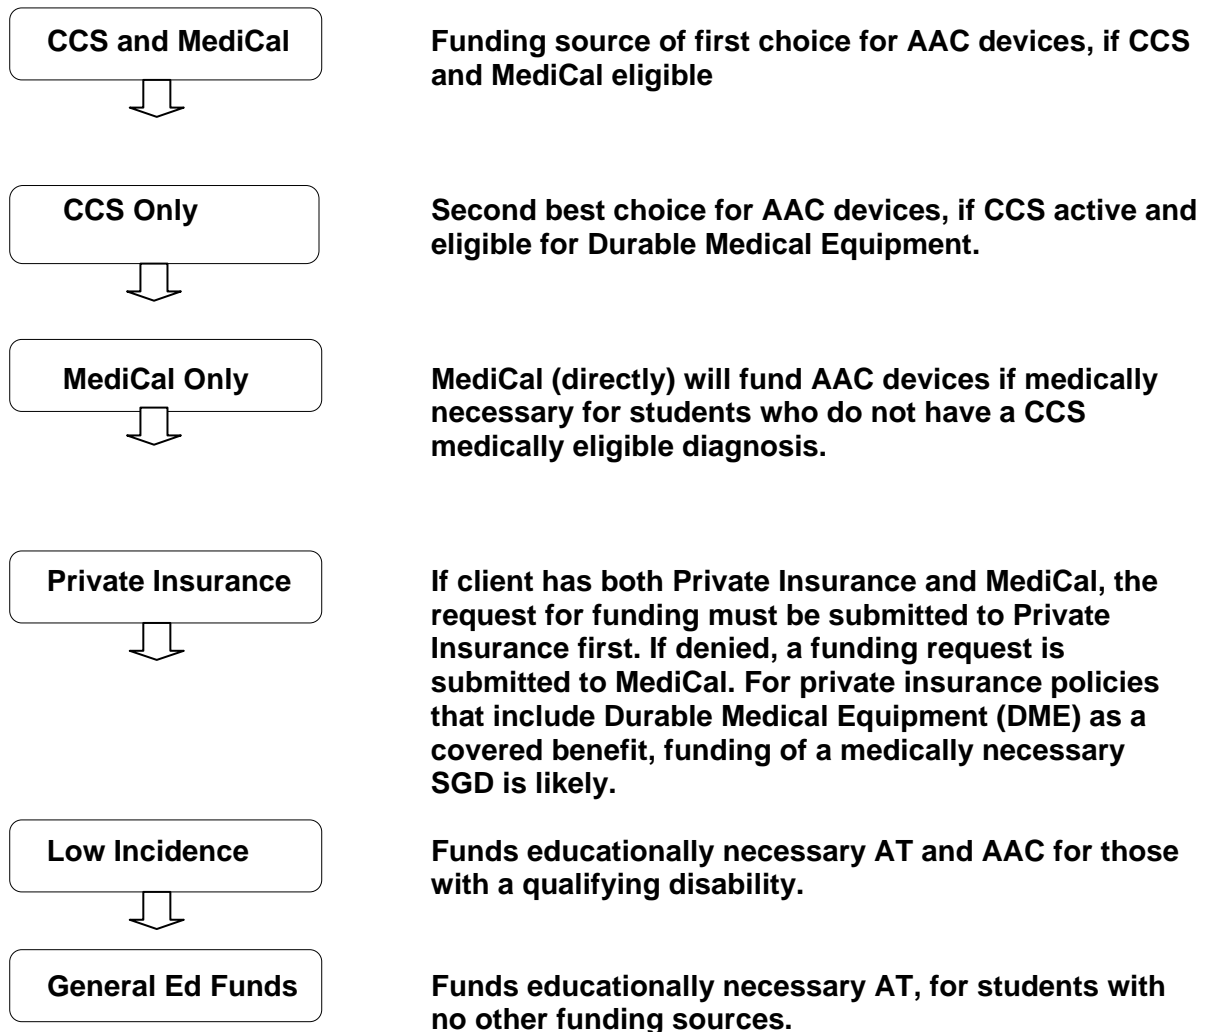 CCS and MediCal
Funding source of first choice for AAC devices, if CCS
and MediCal eligible
CCS Only
Second best choice for AAC devices, if CCS active and
eligible for Durable Medical Equipment.
MediCal Only
MediCal (directly) will fund AAC devices if medically
necessary for students who do not have a CCS
medically eligible diagnosis.
Private Insurance
If client has both Private Insurance and MediCal, the
request for funding must be submitted to Private
Insurance first. If denied, a funding request is
submitted to MediCal. For private insurance policies
that include Durable Medical Equipment (DME) as a
covered benefit, funding of a medically necessary
SGD is likely.
Low Incidence
Funds educationally necessary AT and AAC for those
with a qualifying disability.
General Ed Funds
Funds educationally necessary AT, for students with
no other funding sources.